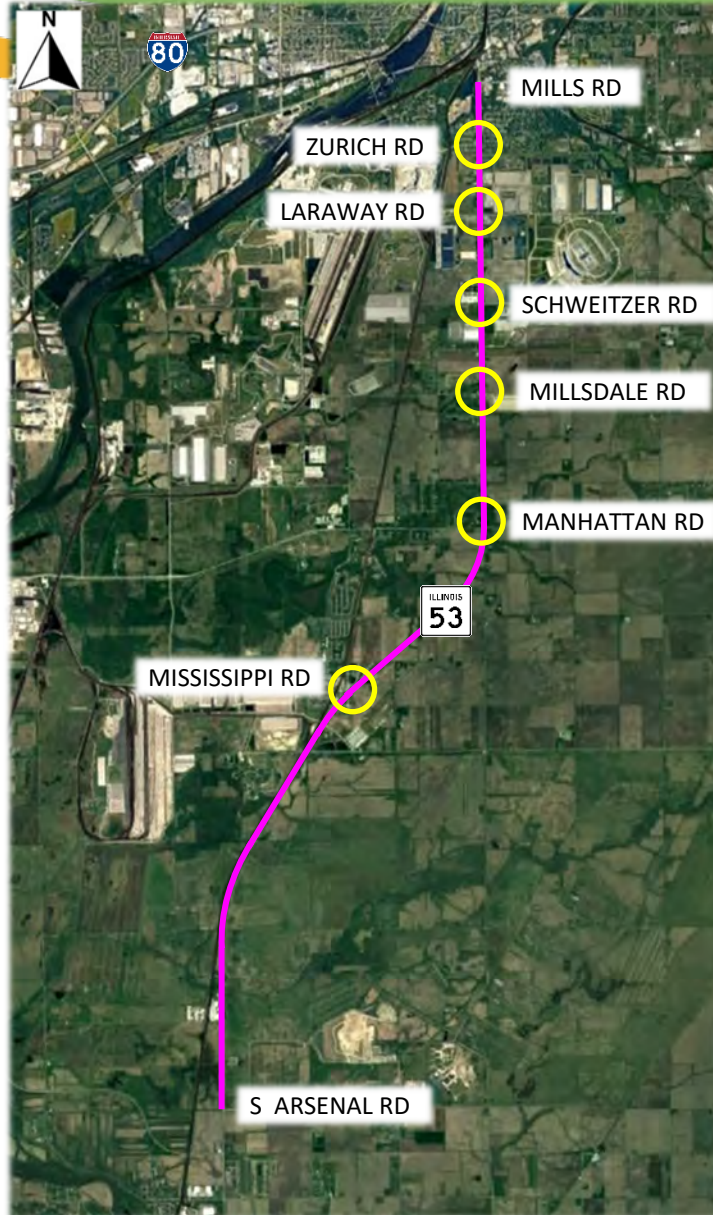 N
INTERSTATE
80
MILLS RD
ZURICH RD
LARAWAY RD
SCHWEITZER RD
MILLSDALE RD
MANHATTAN RD
ILLINOIS
53
MISSISSIPPI RD
S ARSENAL RD